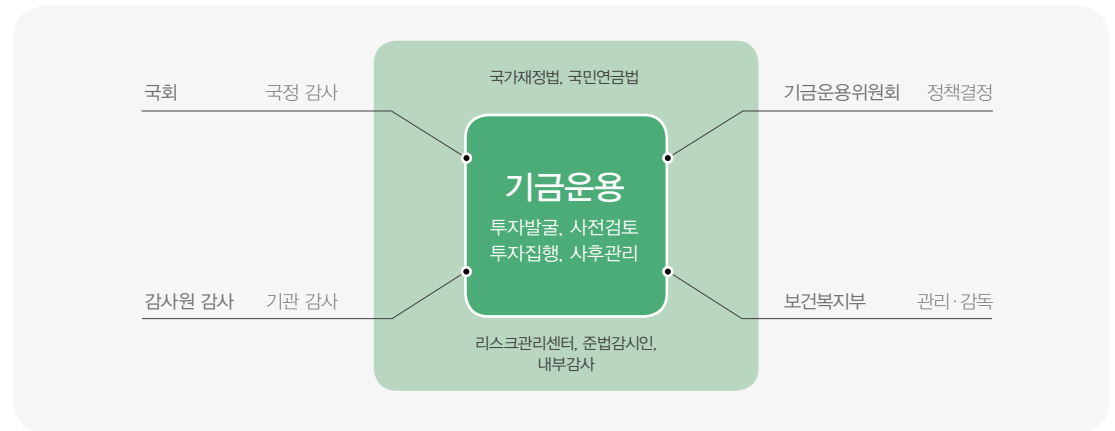 국가재정법, 국민연금법
국회 국정 감사
기금운용위원회 정책결정
기금운용
투자발굴, 사전검토
투자집행, 사후관리
감사원 감사 기관 감사
보건복지부 관리·감독
리스크관리센터, 준법감시인,
내부감사